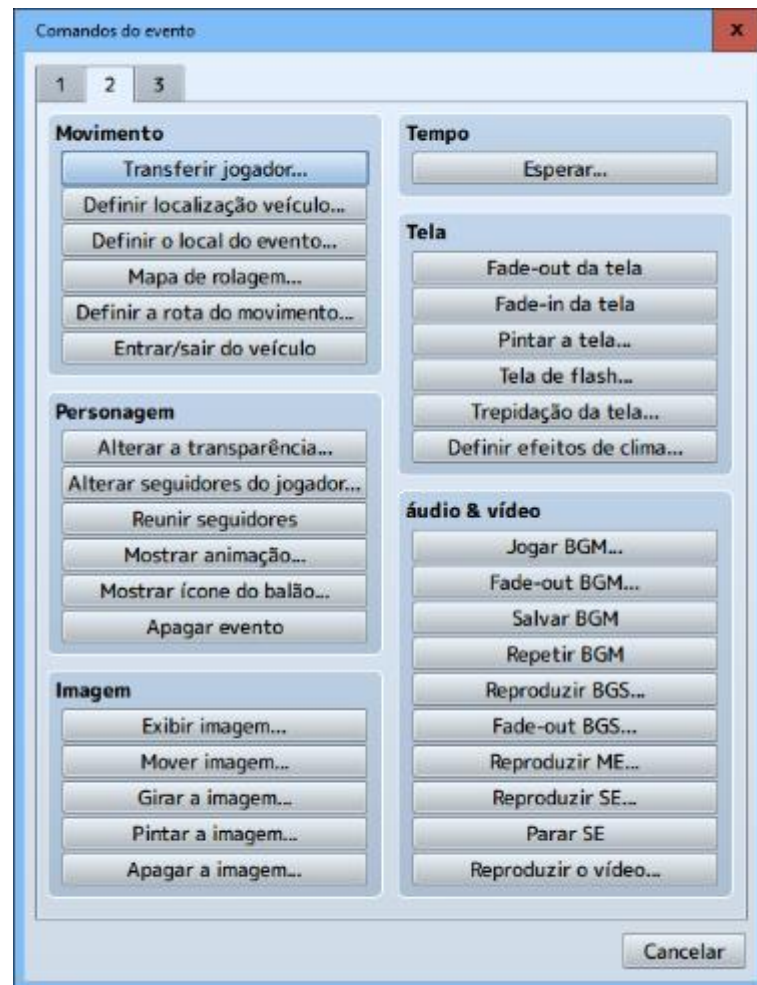 Comandos do evento
x
1 2 3
Movimento
Transferir jogador...
Definir localização veículo...
Definir o local do evento...
Mapa de rolagem...
Definir a rota do movimento...
Entrar/sair do veículo
Personagem
Alterar a transparência...
Alterar seguidores do jogador...
Reunir seguidores
Mostrar animação...
Mostrar ícone do balão...
Apagar evento
Imagem
Exibir imagem...
Mover imagem...
Girar a imagem...
Pintar a imagem...
Apagar a imagem...
Tempo
Esperar...
Tela
Fade-out da tela
Fade-in da tela
Pintar a tela...
Tela de flash...
Trepidação da tela...
Definir efeitos de clima...
áudio & vídeo
Jogar BGM...
Fade-out BGM...
Salvar BGM
Repetir BGM
Reproduzir BGS...
Fade-out BGS...
Reproduzir ME...
Reproduzir SE...
Parar SE
Reproduzir o vídeo...
Cancelar